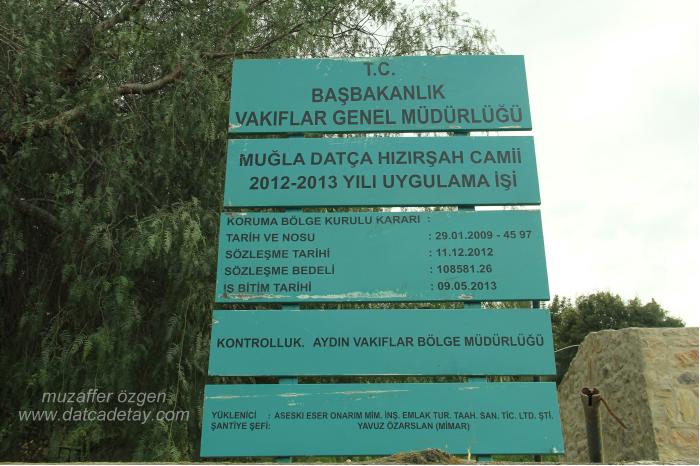 T.C.
BAŞBAKANLIK
VAKIFLAR GENEL MÜDÜRLÜĞÜ
MUĞLA DATÇA HIZIRŞAH CAMİİ
2012-2013 YILI UYGULAMA İŞİ
KORUMA BÖLGE KURULU KARARI :
TARİH VE NOSU : 29.01.2009 - 45 97
SÖZLEŞME TARİHİ : 11.12.2012
SÖZLEŞME BEDELİ : 108581.26
İS BİTİM TARİHİ : 09.05.2013
KONTROLLUK. AYDIN VAKIFLAR BÖLGE MÜDÜRLÜĞÜ
YÜKLENİCİ : ASESKI ESER ONARIM MİM. İNŞ. EMLAK TUR. TAAH. SAN. TİC. LTD. ŞTİ.
ŞANTİYE ŞEFİ: YAVUZ ÖZARSLAN (MİMAR)
muzaffer özgen
www.datcadetay.com